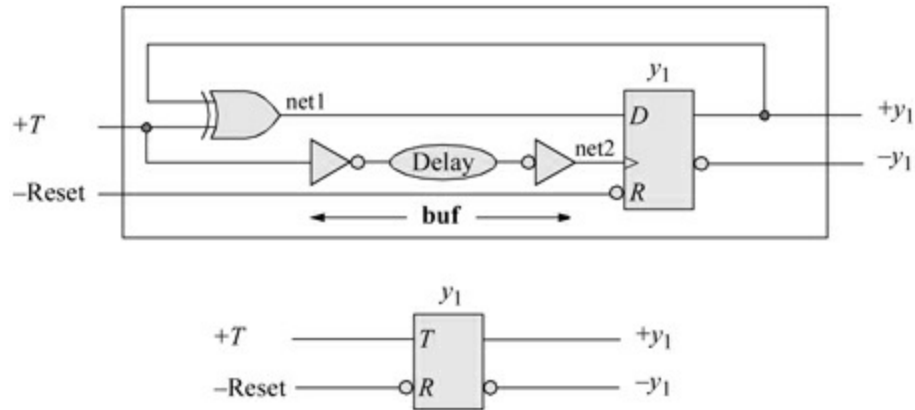 y1
net1
+T
D
+y1
Delay
net2
–y1
–Reset
R
buf
y1
+T
T
+y1
–Reset
R
–y1